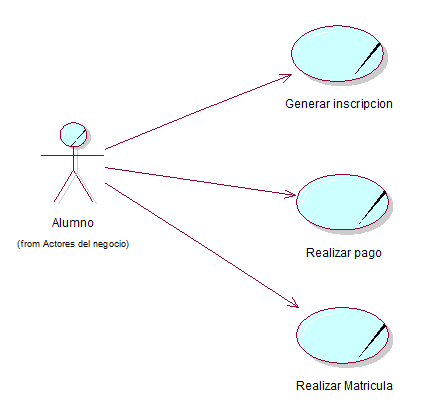 Generar inscripcion
Alumno
(from Actores del negocio)
Realizar pago
Realizar Matricula